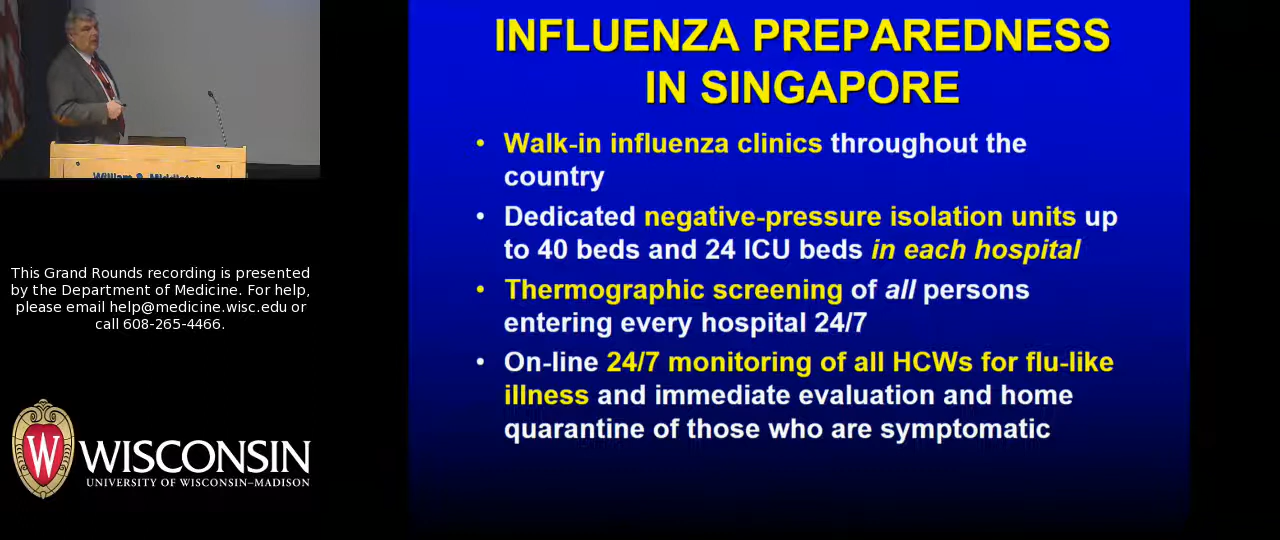 INFLUENZA PREPAREDNESS
IN SINGAPORE
• Walk-in influenza clinics throughout the
country
• Dedicated negative-pressure isolation units up
to 40 beds and 24 ICU beds in each hospital
• Thermographic screening of all persons
entering every hospital 24/7
• On-line 24/7 monitoring of all HCWs for flu-like
illness and immediate evaluation and home
quarantine of those who are symptomatic
William S. Middleton
This Grand Rounds recording is presented
by the Department of Medicine. For help,
please email help@medicine.wisc.edu or
call 608-265-4466.
W
WISCONSIN
UNIVERSITY OF WISCONSIN–MADISON